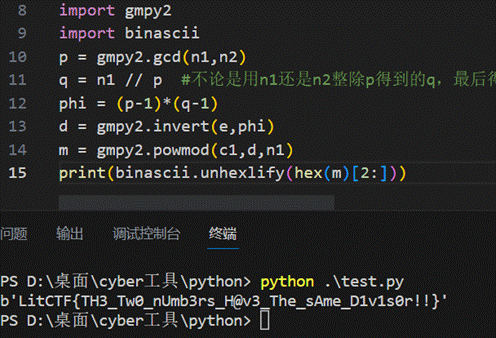 8 import gmpy2
9 import binascii
10 p = gmpy2.gcd(n1,n2)
11 q = n1 // p  #不论是用n1还是n2整除p得到的q，最后得
12 phi = (p-1)*(q-1)
13 d = gmpy2.invert(e,phi)
14 m = gmpy2.powmod(c1,d,n1)
15 print(binascii.unhexlify(hex(m)[2:]))
问题 输出 调试控制台 终端
PS D:\桌面\cyber工具\python> python .\test.py
b'LitCTF{TH3_Tw0_nUmb3rs_H@v3_The_sAme_D1v1s0r!!}'
PS D:\桌面\cyber工具\python>